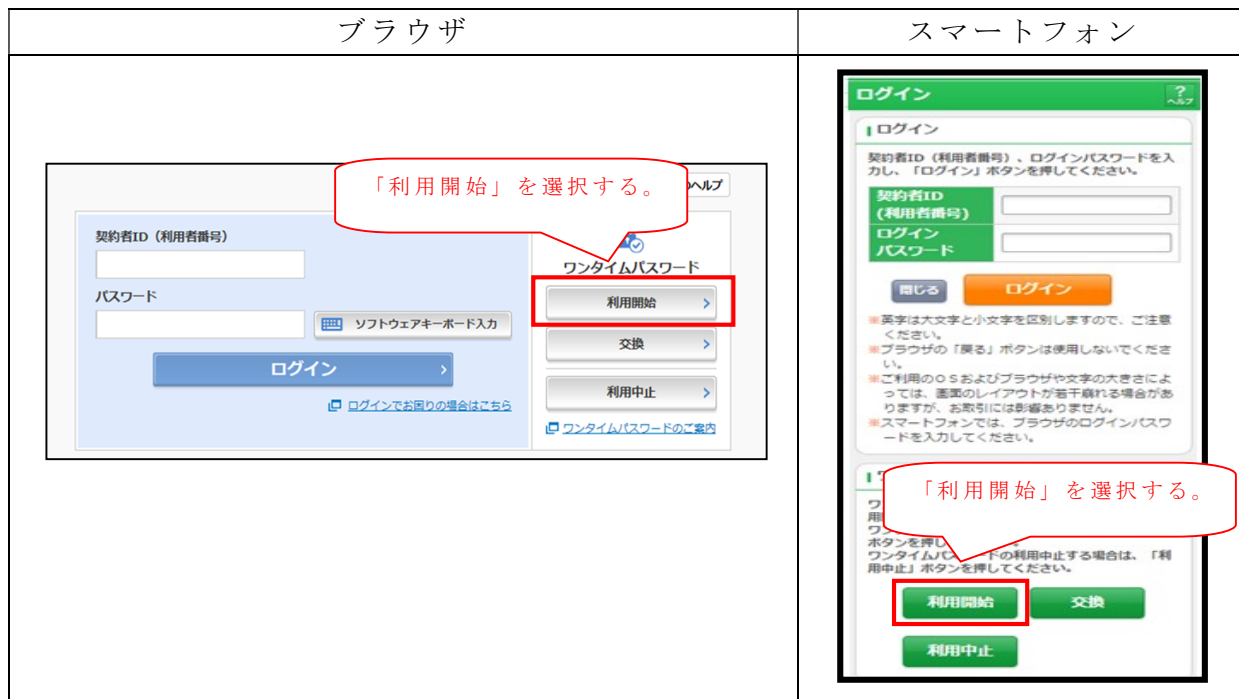 ブラウザ
スマートフォン
「利用開始」を選択する。
ヘルプ
契約者ID（利用者番号）
パスワード
ソフトウェアキーボード入力
ログイン
ログインでお困りの場合はこちら
ワンタイムパスワード
利用開始
交換
利用中止
ワンタイムパスワードのご案内
ログイン
?
ヘルプ
ログイン
契約者ID（利用者番号）、ログインパスワードを入
力し、「ログイン」ボタンを押してください。
契約者ID
(利用者番号)
ログイン
パスワード
閉じる
ログイン
※英字は大文字と小文字を区別しますので、ご注意
ください。
※ブラウザの「戻る」ボタンは使用しないでくださ
い。
※ご利用のＯＳおよびブラウザや文字の大きさによ
っては、画面のレイアウトが若干崩れる場合があ
りますが、お取引には影響ありません。
※スマートフォンでは、ブラウザのログインパスワ
ードを入力してください。
「利用開始」を選択する。
ワン
ボタンを押し
ワンタイムパス
ードの利用中止する場合は、「利
用中止」ボタンを押してください。
利用開始
交換
利用中止